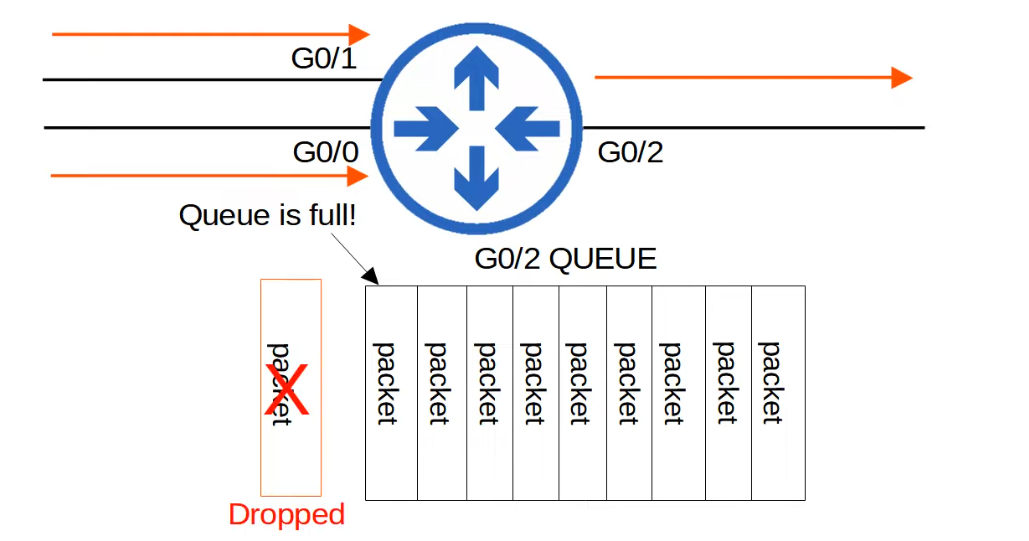 G0/1
G0/0
G0/2
Queue is full!
G0/2 QUEUE
packet
X
packet
packet
packet
packet
packet
packet
packet
packet
packet
Dropped